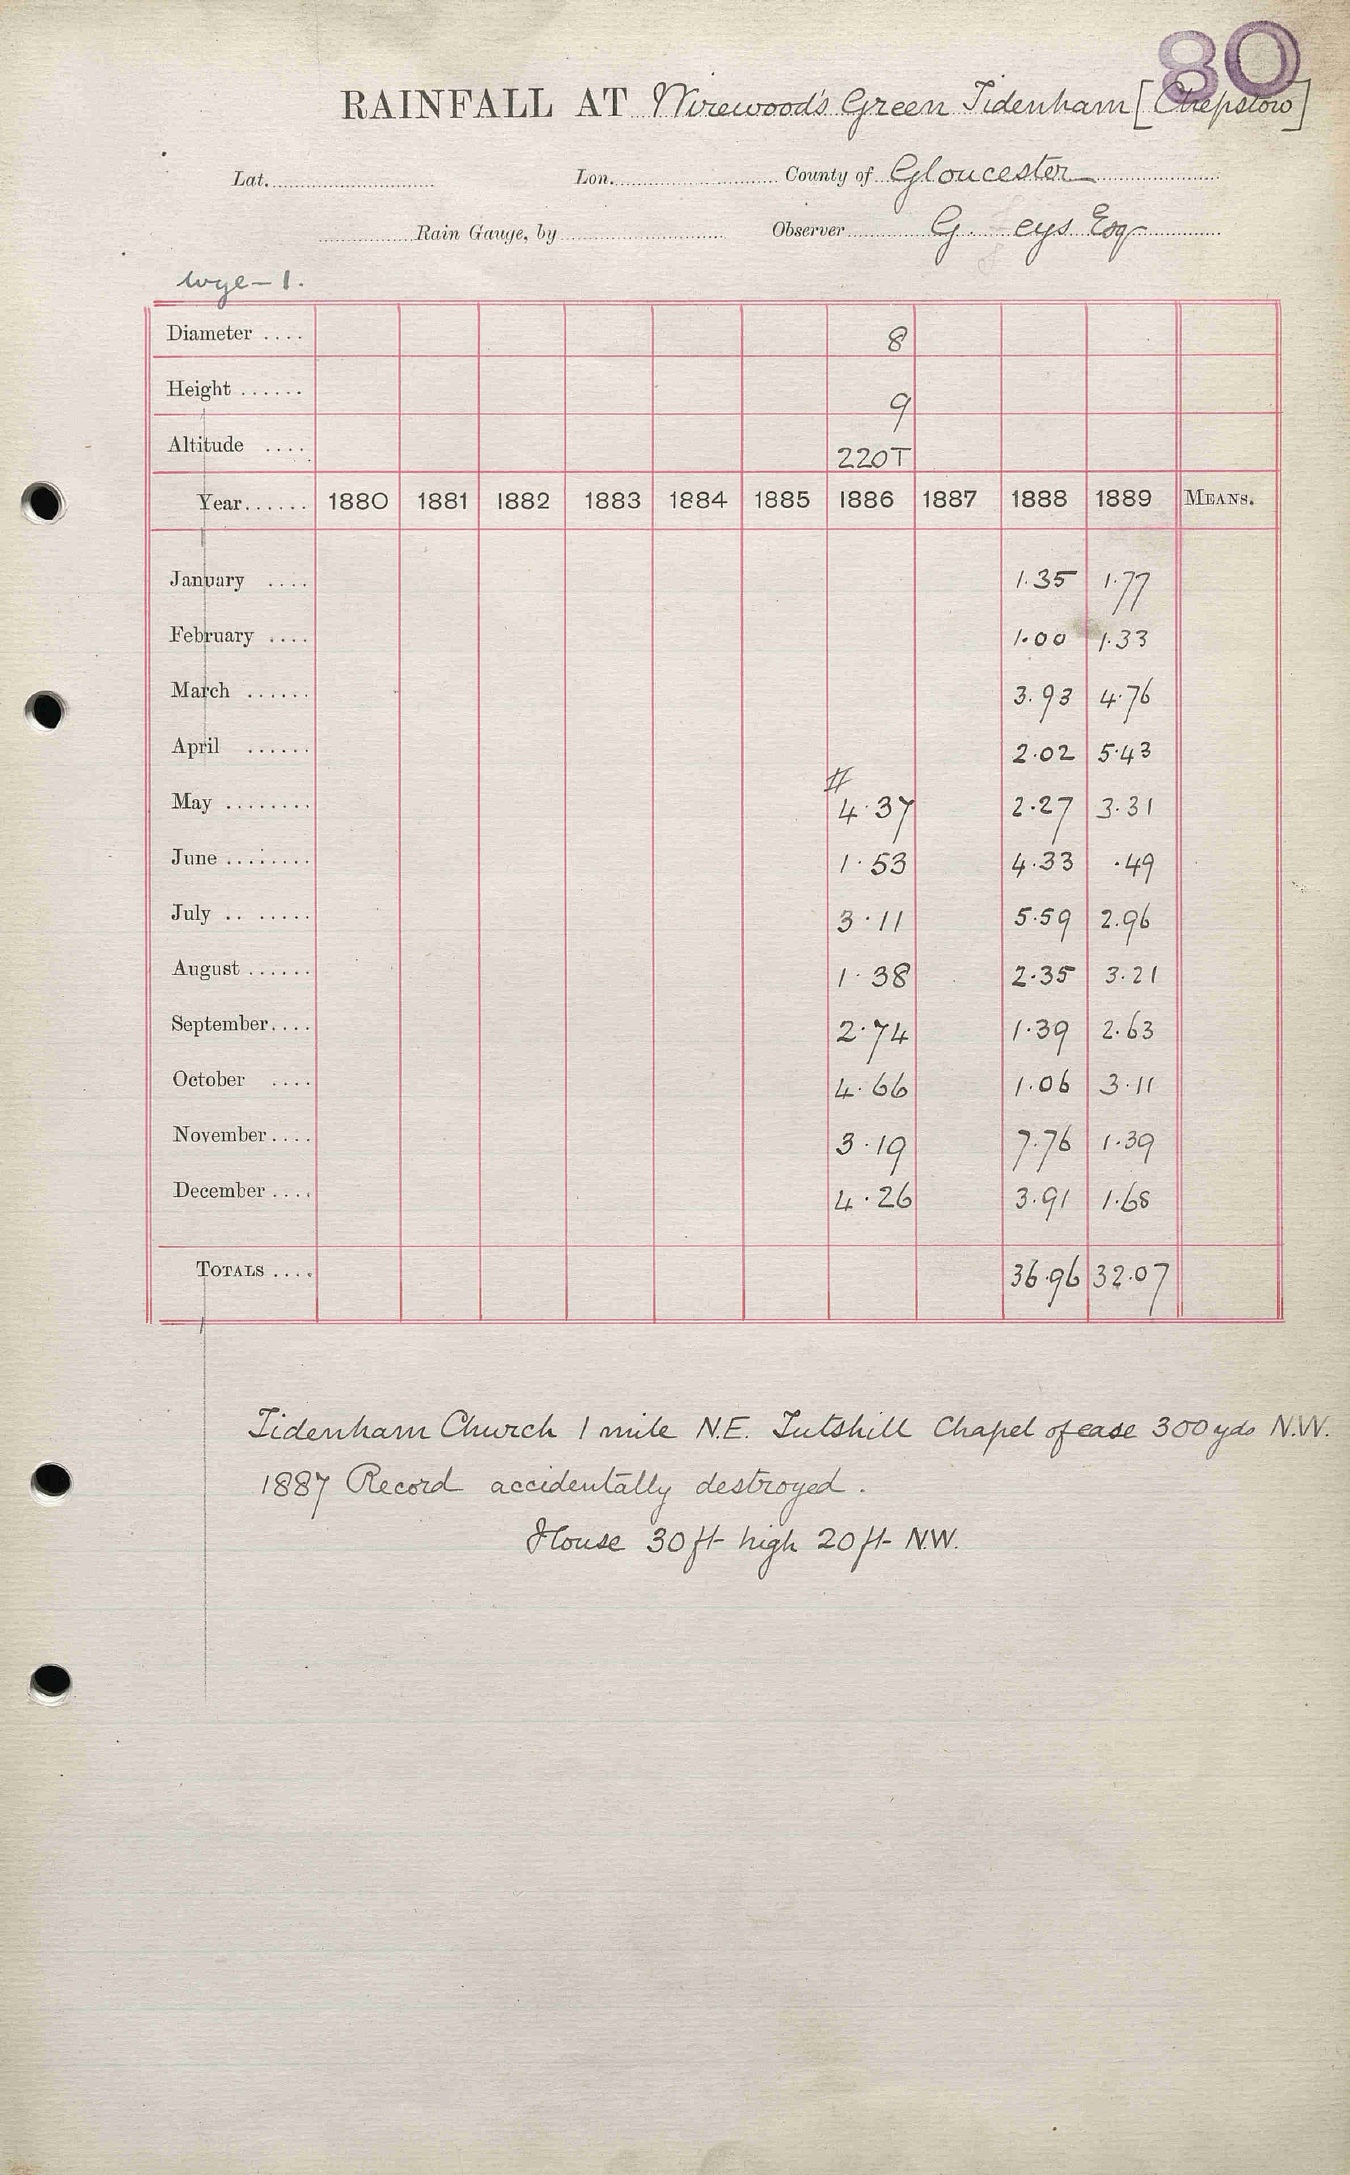 80
RAINFALL AT Wirewood's Green Tidenham [Chepstow]
Lat. Lon. County of Gloucester
Rain Gauge, by Observer G. eys Esq
Wye-1.
Diameter .... 8
Height ...... 9
Altitude .... 220T
Year...... 1880 1881 1882 1883 1884 1885 1886 1887 1888 1889 MEANS.
January .... 1.35 1.77
February .... 1.00 1.33
March ...... 3.93 4.76
April ...... 2.02 5.43
#
May ........ 4.37 2.27 3.31
June ........ 1.53 4.33 .49
July .. ..... 3.11 5.59 2.96
August ...... 1.38 2.35 3.21
September.... 2.74 1.39 2.63
October .... 4.66 1.06 3.11
November.... 3.19 7.76 1.39
December .... 4.26 3.91 1.68
TOTALS .... 36.96 32.07
Tidenham Church 1 mile N.E. Tutshill Chapel of ease 300 yds N.W.
1887 Record accidentally destroyed.
House 30 ft high 20 ft N.W.